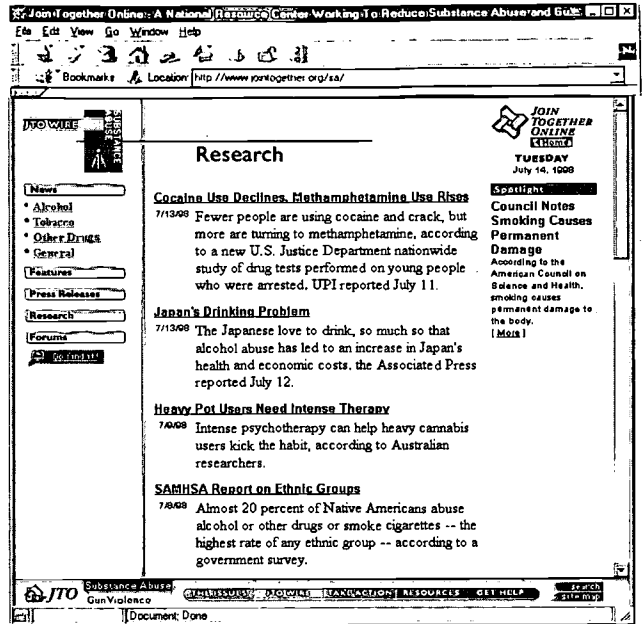 Join Together Online:: A National Resource Center Working To Reduce Substance Abuse and Gu
File Edit View Go Window Help
Bookmarks Location: http://www.jointogether.org/sa/
JTO WIRE
SUBSTANCE ABUSE
News
• Alcohol
• Tobacco
• Other Drugs
• General
Features
Press Releases
Research
Forums
Research
Cocaine Use Declines, Methamphetamine Use Rises
7/13/98 Fewer people are using cocaine and crack, but
more are turning to methamphetamine, according
to a new U.S. Justice Department nationwide
study of drug tests performed on young people
who were arrested, UPI reported July 11.
Japan's Drinking Problem
7/13/98 The Japanese love to drink, so much so that
alcohol abuse has led to an increase in Japan's
health and economic costs, the Associated Press
reported July 12.
Heavy Pot Users Need Intense Therapy
7/9/98 Intense psychotherapy can help heavy cannabis
users kick the habit, according to Australian
researchers.
SAMHSA Report on Ethnic Groups
7/8/98 Almost 20 percent of Native Americans abuse
alcohol or other drugs or smoke cigarettes -- the
highest rate of any ethnic group -- according to a
government survey.
JOIN
TOGETHER
ONLINE
[Home]
TUESDAY
July 14, 1998
Spotlight
Council Notes
Smoking Causes
Permanent
Damage
According to the
American Council on
Science and Health,
smoking causes
permanent damage to
the body.
[More]
JTO Substance Abuse
Gun Violence
THE ISSUES JTO WIRE TAKE ACTION RESOURCES GET HELP
search
site map
Document: Done